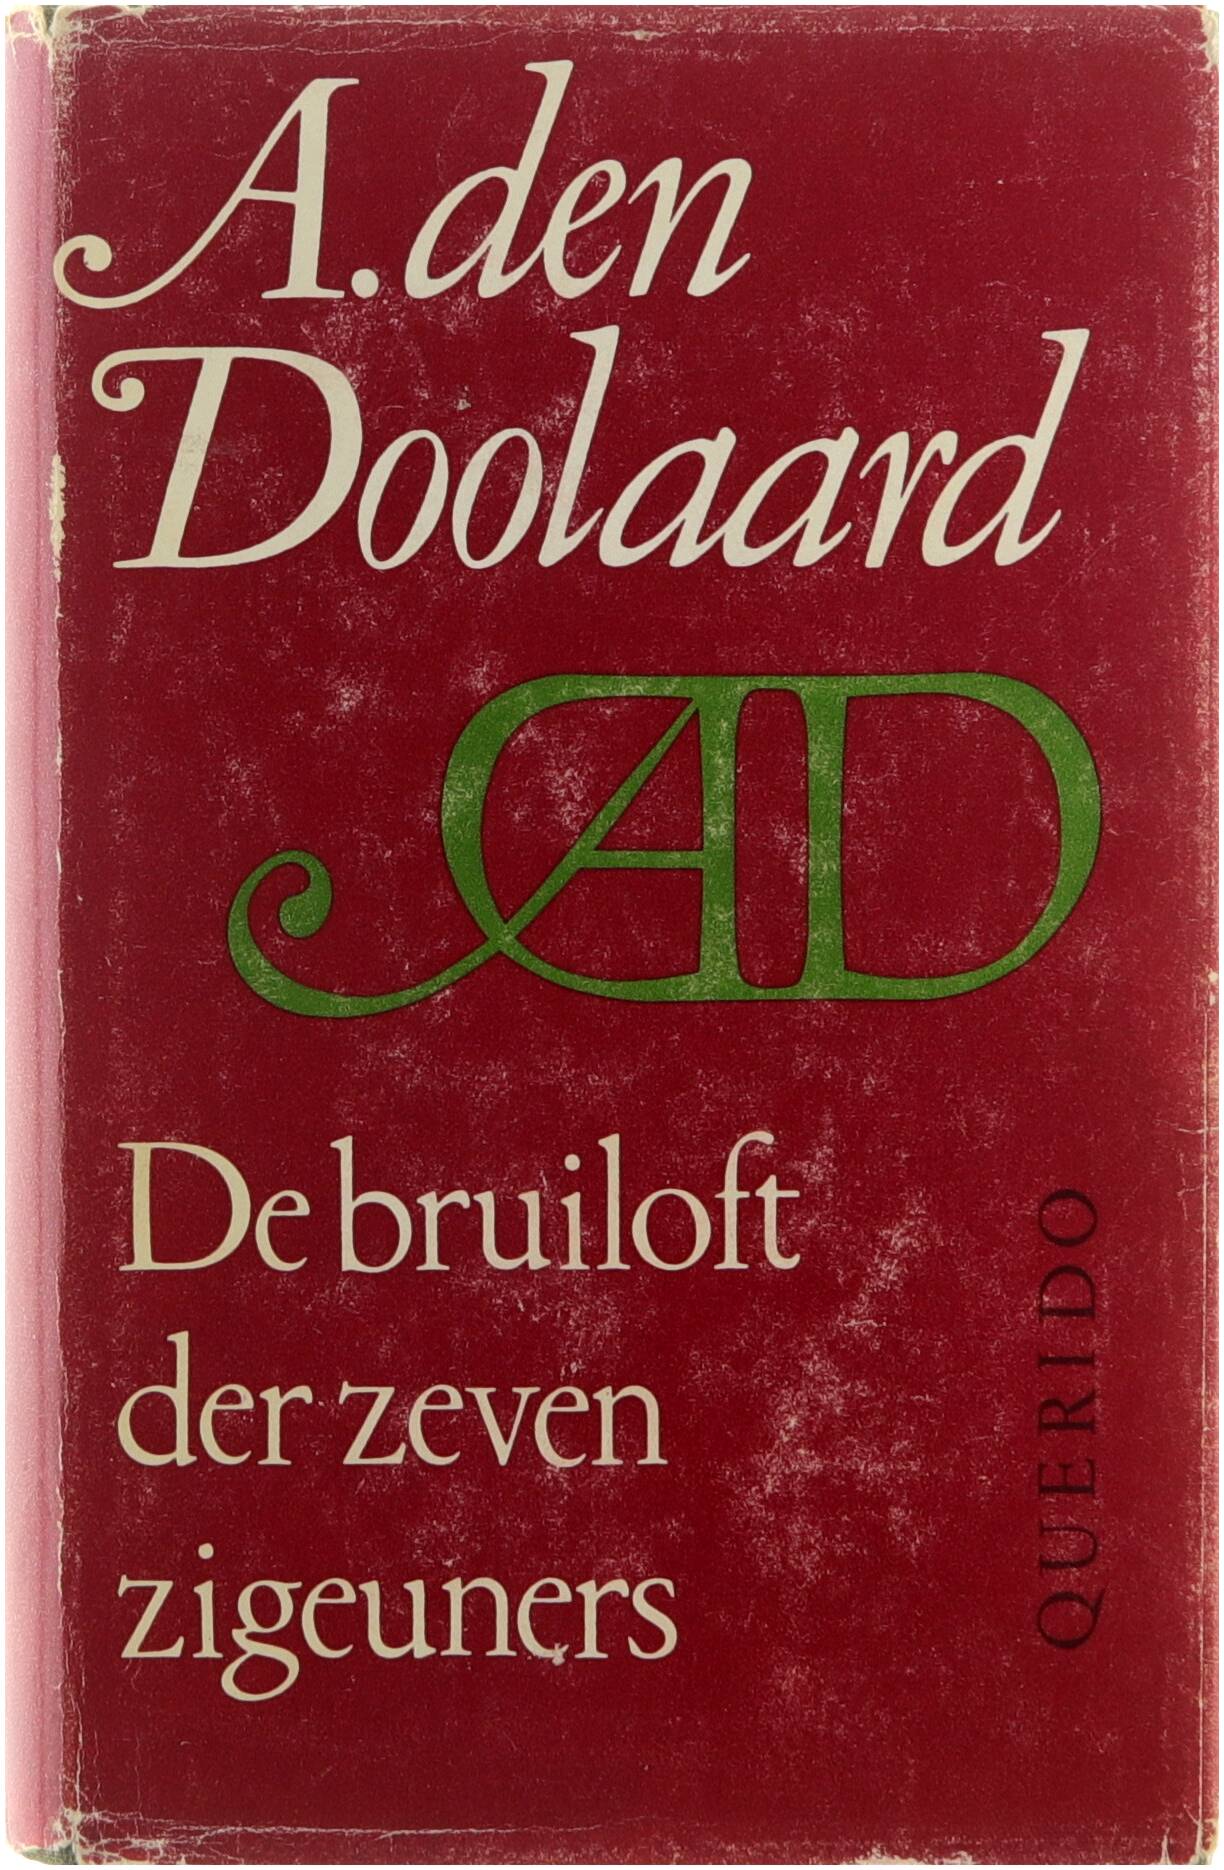 A. den
Doolaard
AD
De bruiloft
der zeven
zigeuners
QUERIDO